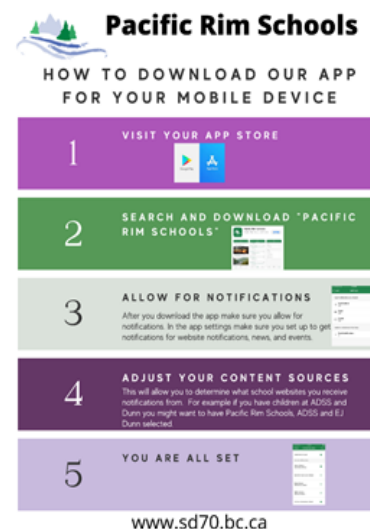 Pacific Rim Schools
HOW TO DOWNLOAD OUR APP
FOR YOUR MOBILE DEVICE
1
VISIT YOUR APP STORE
2
SEARCH AND DOWNLOAD "PACIFIC
RIM SCHOOLS"
3
ALLOW FOR NOTIFICATIONS
After you download the app make sure you allow for
notifications. In the app settings make sure you set up to get
notifications for website notifications, news, and events.
4
ADJUST YOUR CONTENT SOURCES
This will allow you to determine what school websites you receive
notifications from. For example if you have children at ADSS and
Dunn you might want to have Pacific Rim Schools, ADSS and EJ
Dunn selected.
5
YOU ARE ALL SET
www.sd70.bc.ca